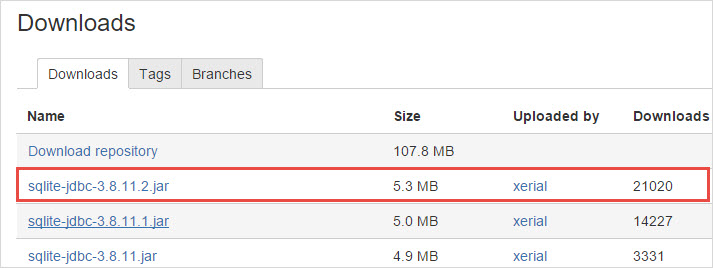 Downloads
Downloads Tags Branches
Name Size Uploaded by Downloads
Download repository 107.8 MB
sqlite-jdbc-3.8.11.2.jar 5.3 MB xerial 21020
sqlite-jdbc-3.8.11.1.jar 5.0 MB xerial 14227
sqlite-jdbc-3.8.11.jar 4.9 MB xerial 3331